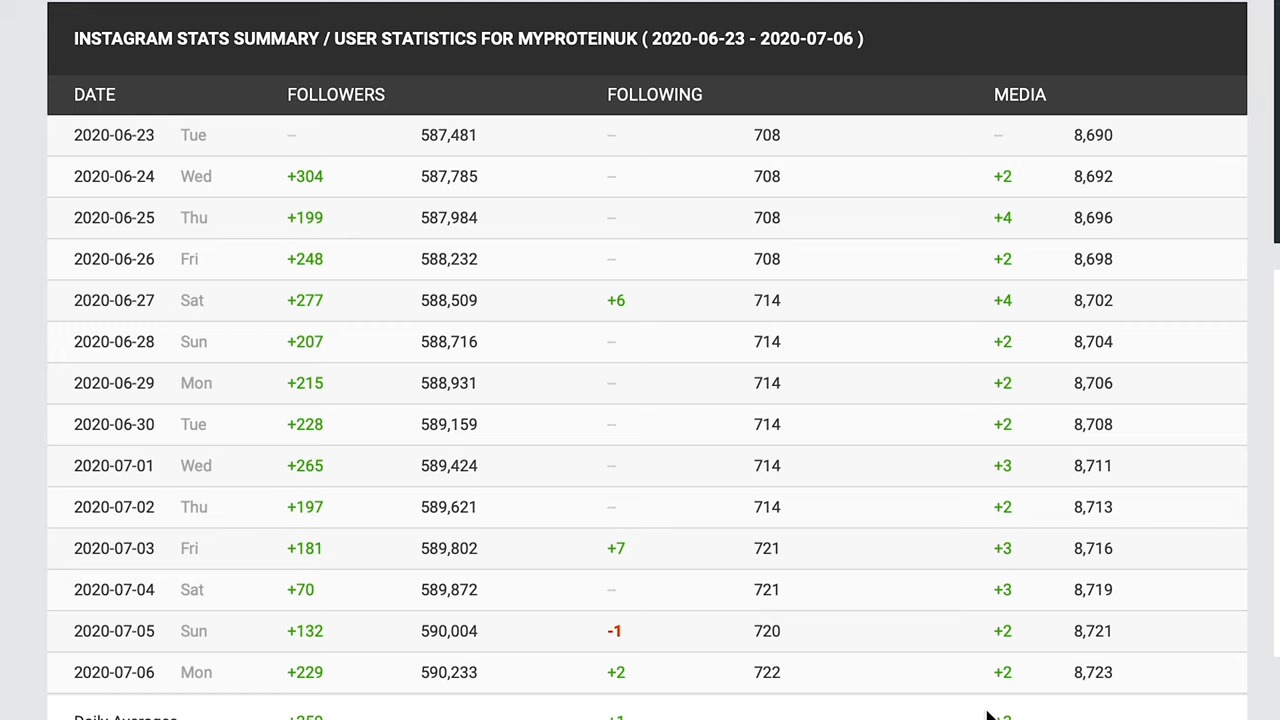 INSTAGRAM STATS SUMMARY / USER STATISTICS FOR MYPROTEINUK ( 2020-06-23 - 2020-07-06 )
DATE FOLLOWERS FOLLOWING MEDIA
2020-06-23 Tue -- 587,481 -- 708 -- 8,690
2020-06-24 Wed +304 587,785 -- 708 +2 8,692
2020-06-25 Thu +199 587,984 -- 708 +4 8,696
2020-06-26 Fri +248 588,232 -- 708 +2 8,698
2020-06-27 Sat +277 588,509 +6 714 +4 8,702
2020-06-28 Sun +207 588,716 -- 714 +2 8,704
2020-06-29 Mon +215 588,931 -- 714 +2 8,706
2020-06-30 Tue +228 589,159 -- 714 +2 8,708
2020-07-01 Wed +265 589,424 -- 714 +3 8,711
2020-07-02 Thu +197 589,621 -- 714 +2 8,713
2020-07-03 Fri +181 589,802 +7 721 +3 8,716
2020-07-04 Sat +70 589,872 -- 721 +3 8,719
2020-07-05 Sun +132 590,004 -1 720 +2 8,721
2020-07-06 Mon +229 590,233 +2 722 +2 8,723
Daily Averages